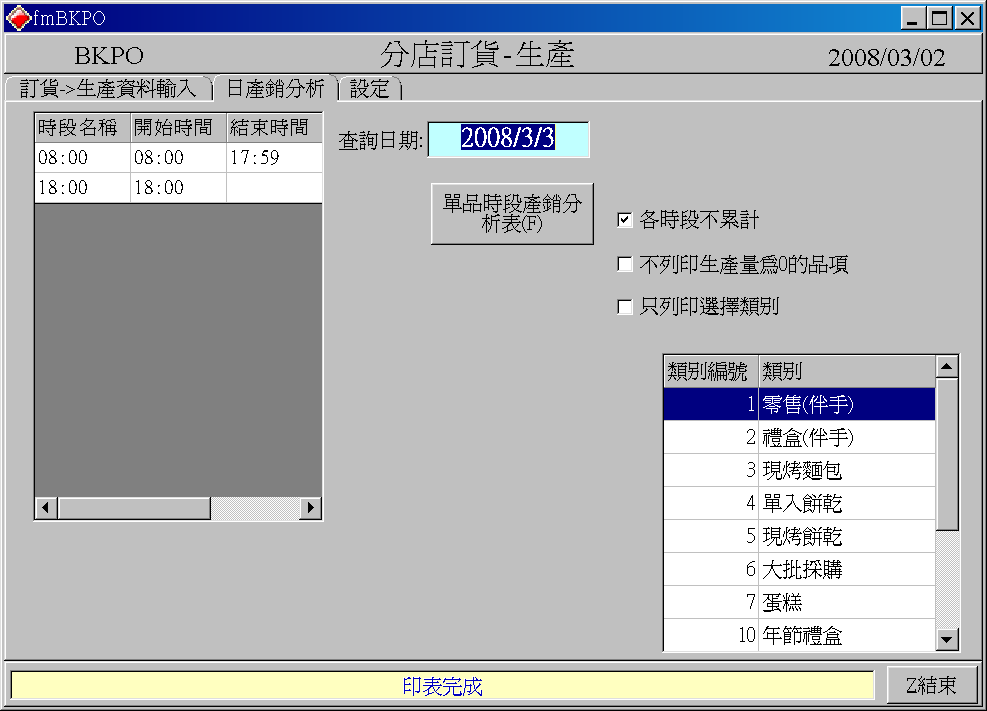 fmBKPO
BKPO 分店訂貨-生產 2008/03/02
訂貨->生產資料輸入 日產銷分析 設定
時段名稱 開始時間 結束時間
08:00 08:00 17:59
18:00 18:00
查詢日期: 2008/3/3
單品時段產銷分
析表(F)
各時段不累計
不列印生產量為0的品項
只列印選擇類別
類別編號 類別
1 零售(伴手)
2 禮盒(伴手)
3 現烤麵包
4 單入餅乾
5 現烤餅乾
6 大批採購
7 蛋糕
10 年節禮盒
印表完成
Z結束